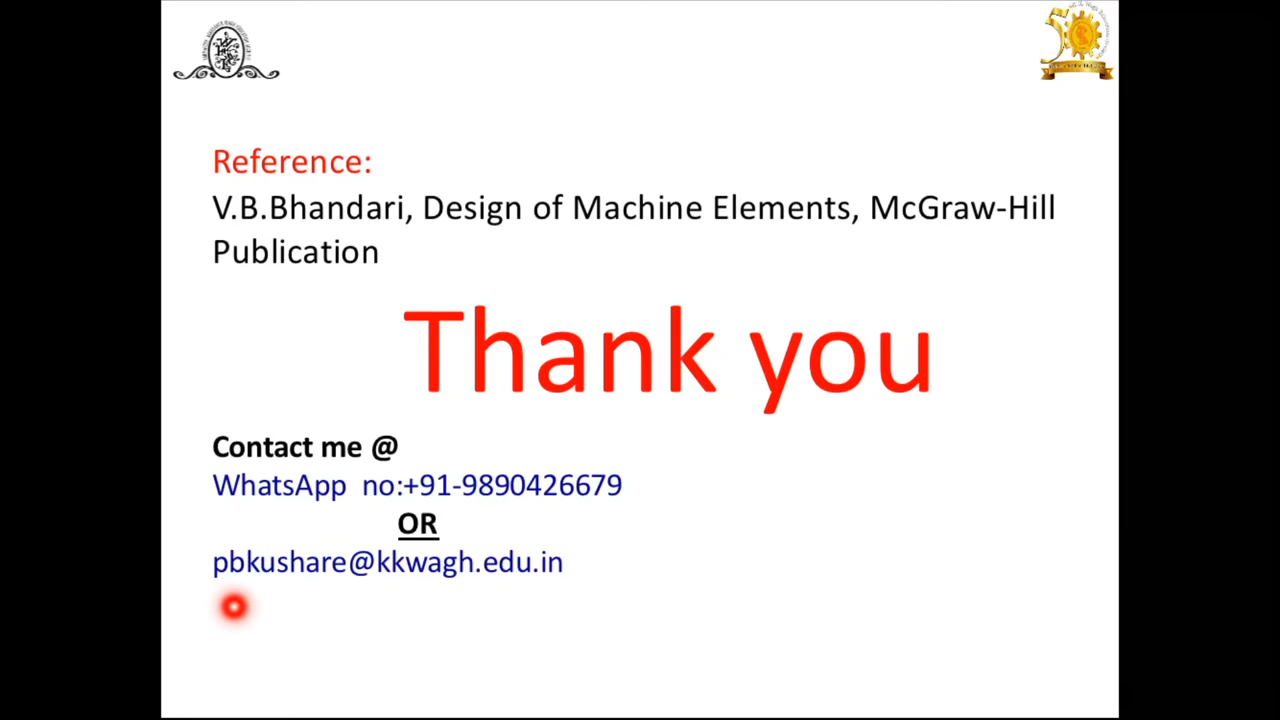 Reference:
V.B.Bhandari, Design of Machine Elements, McGraw-Hill
Publication
Thank you
Contact me @
WhatsApp no:+91-9890426679
OR
pbkushare@kkwagh.edu.in